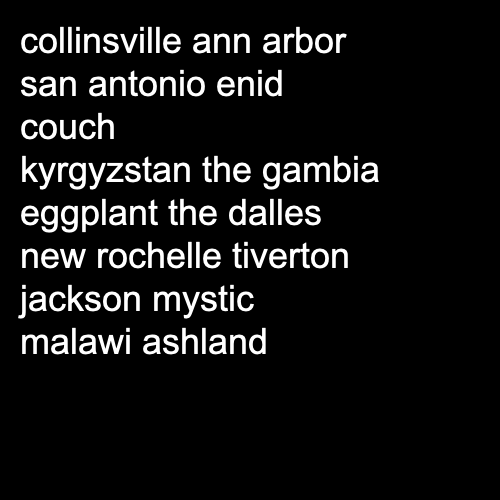 collinsville ann arbor
san antonio enid
couch
kyrgyzstan the gambia
eggplant the dalles
new rochelle tiverton
jackson mystic
malawi ashland